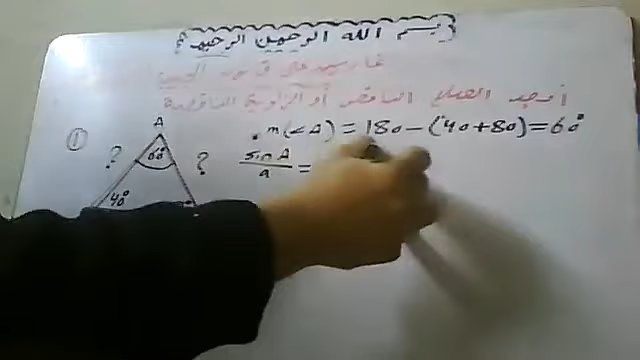 بسم الله الرحمن الرحيم
أوجد الضلع الناقص أو الزاوية الناقصة
① A
m(<A) = 180 - (40+80) = 60°
? 60° ? sin A / a =
40°